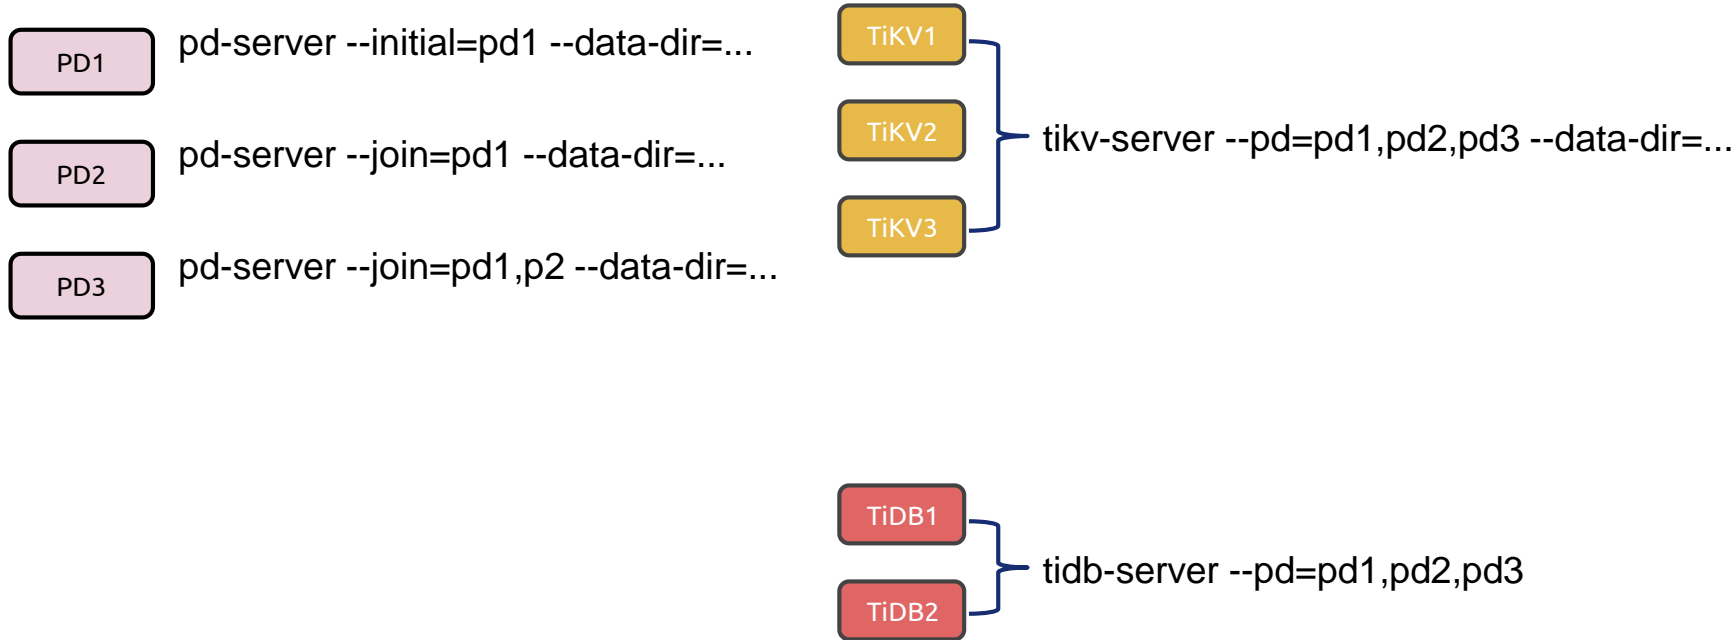 PD1
pd-server --initial=pd1 --data-dir=...
PD2
pd-server --join=pd1 --data-dir=...
PD3
pd-server --join=pd1,p2 --data-dir=...
TiKV1
TiKV2
TiKV3
tikv-server --pd=pd1,pd2,pd3 --data-dir=...
TiDB1
TiDB2
tidb-server --pd=pd1,pd2,pd3